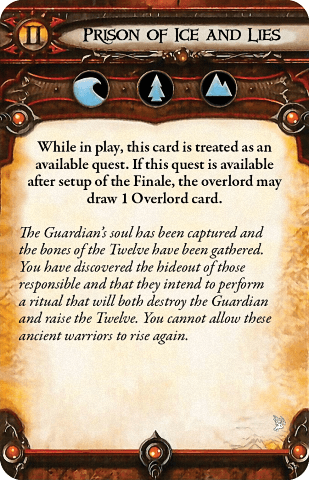 II
Prison of Ice and Lies
While in play, this card is treated as an
available quest. If this quest is available
after setup of the Finale, the overlord may
draw 1 Overlord card.
The Guardian's soul has been captured and
the bones of the Twelve have been gathered.
You have discovered the hideout of those
responsible and that they intend to perform
a ritual that will both destroy the Guardian
and raise the Twelve. You cannot allow these
ancient warriors to rise again.